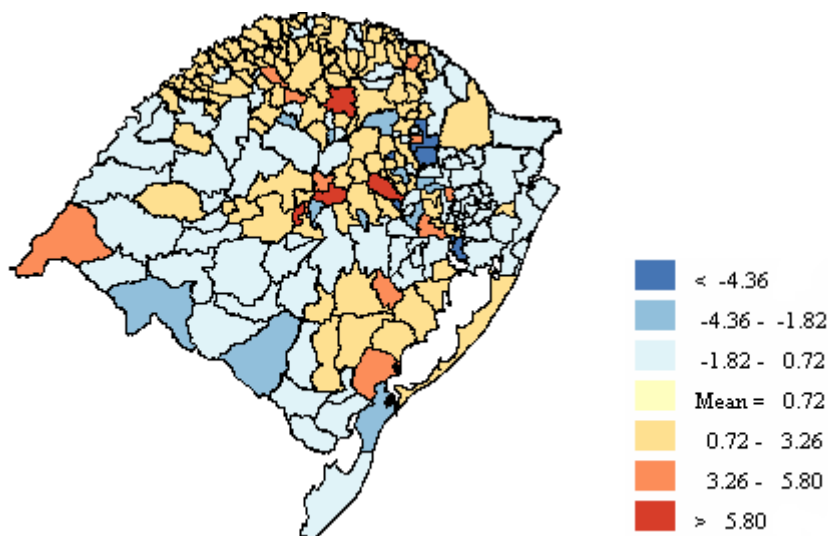 < -4.36
-4.36 - -1.82
-1.82 - 0.72
Mean = 0.72
0.72 - 3.26
3.26 - 5.80
> 5.80